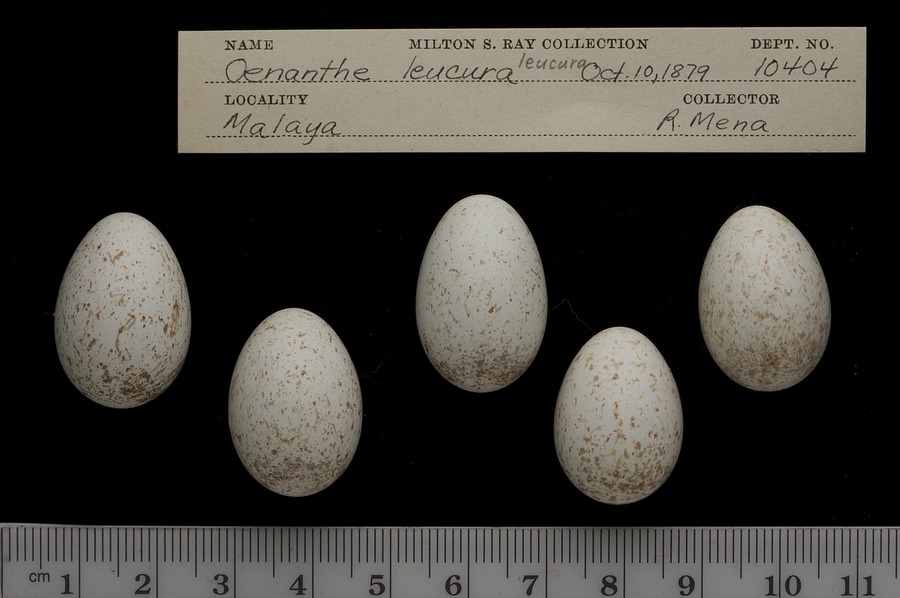 NAME MILTON S. RAY COLLECTION DEPT. NO.
Oenanthe leucura leucura Oct. 10, 1879 10404
LOCALITY COLLECTOR
Malaya R. Mena
cm 1 2 3 4 5 6 7 8 9 10 11